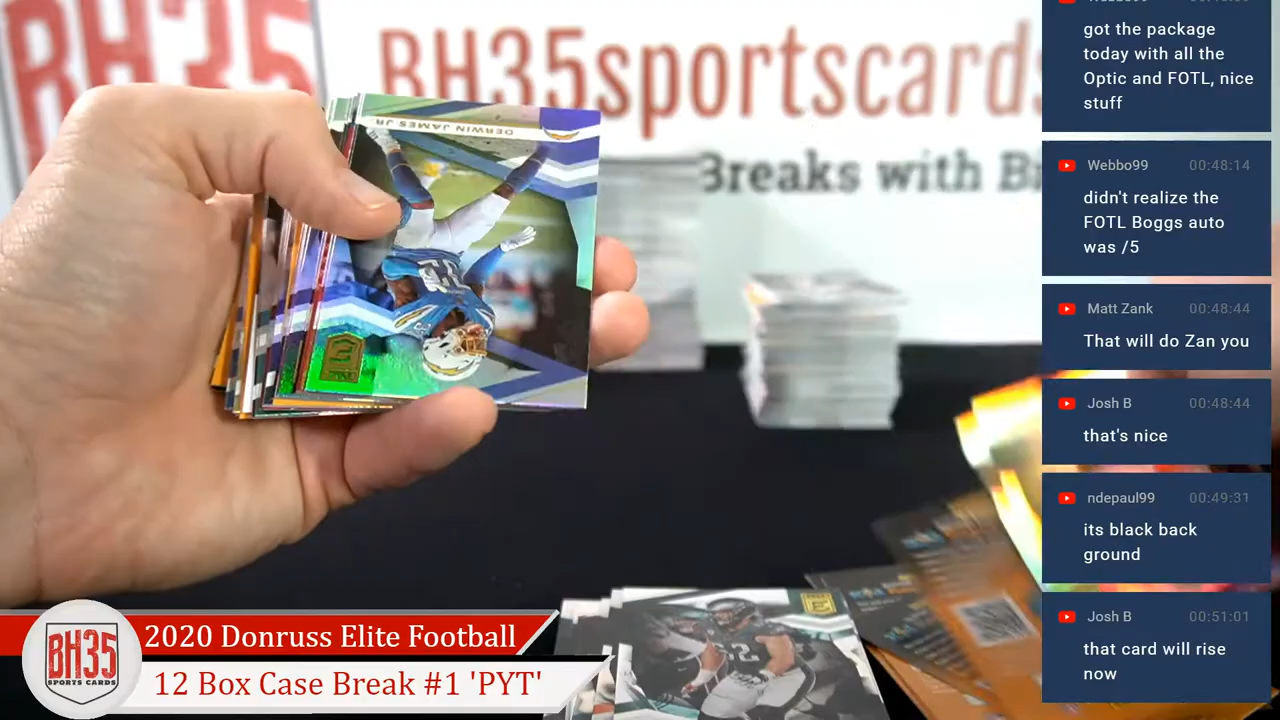 BH35
BH35sportscards
Breaks with Bi
DERWIN JAMES JR
got the package
today with all the
Optic and FOTL, nice
stuff
Webbo99 00:48:14
didn't realize the
FOTL Boggs auto
was /5
Matt Zank 00:48:44
That will do Zan you
Josh B 00:48:44
that's nice
ndepaul99 00:49:31
its black back
ground
Josh B 00:51:01
that card will rise
now
BH35
SPORTS CARDS
2020 Donruss Elite Football
12 Box Case Break #1 'PYT'